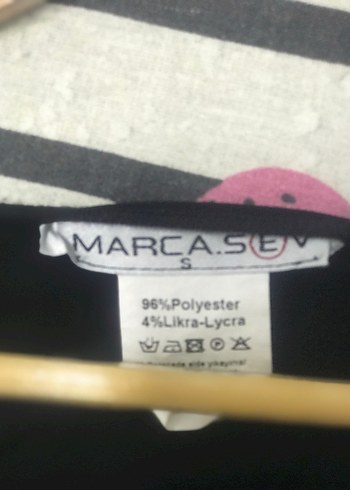 MARCA.SEV
S
96%Polyester
4%Likra-Lycra